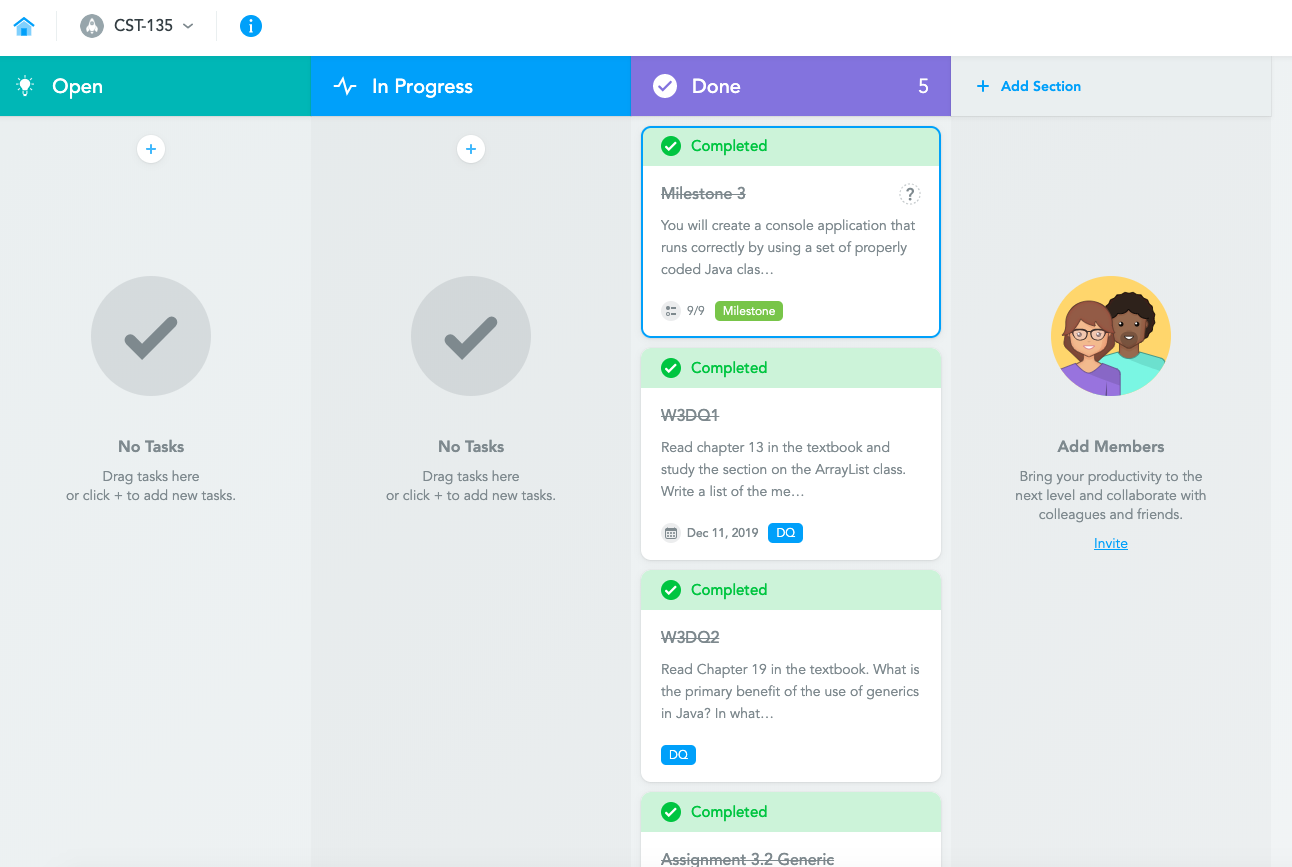 CST-135
Open
In Progress
Done
5
Add Section
No Tasks
Drag tasks here
or click + to add new tasks.
No Tasks
Drag tasks here
or click + to add new tasks.
Completed
Milestone 3
?
You will create a console application that
runs correctly by using a set of properly
coded Java clas…
9/9
Milestone
Completed
W3DQ1
Read chapter 13 in the textbook and
study the section on the ArrayList class.
Write a list of the me…
Dec 11, 2019
DQ
Completed
W3DQ2
Read Chapter 19 in the textbook. What is
the primary benefit of the use of generics
in Java? In what…
DQ
Completed
Assignment 3.2 Generic
Add Members
Bring your productivity to the
next level and collaborate with
colleagues and friends.
Invite